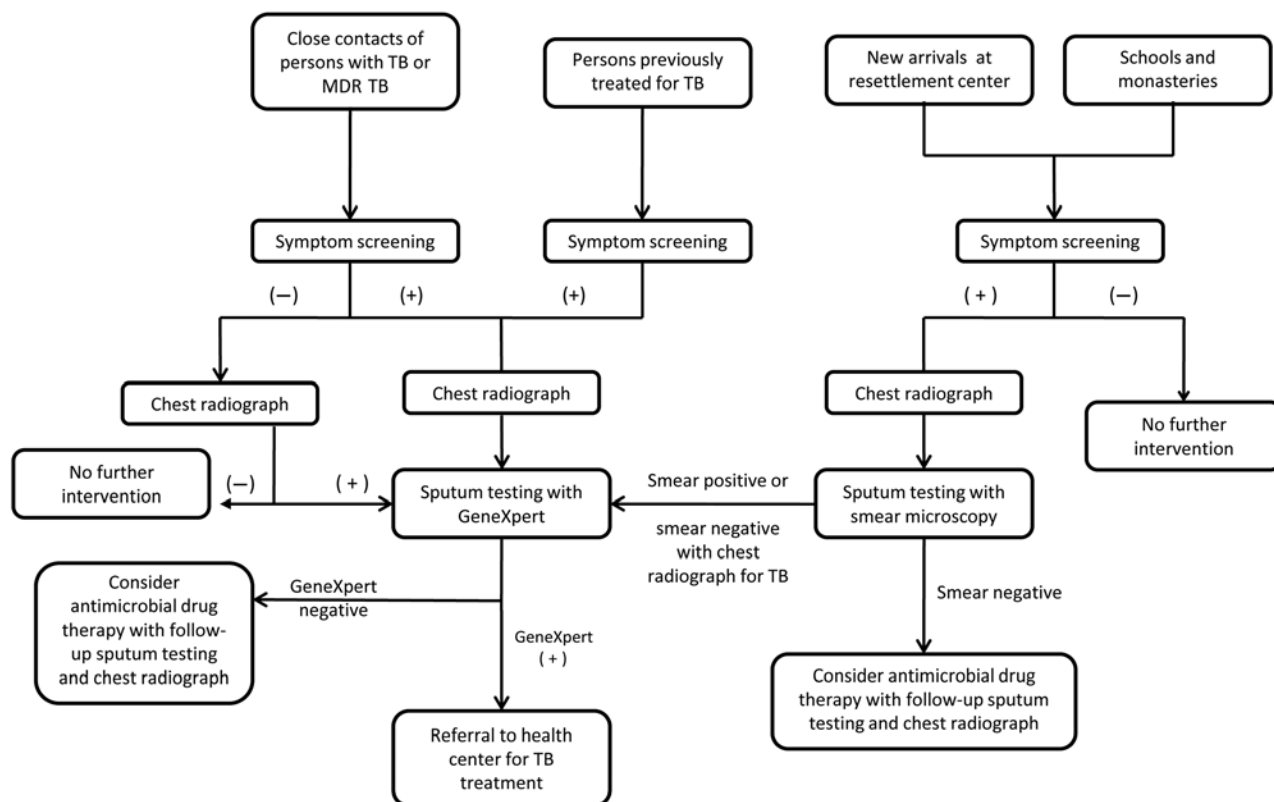 Close contacts of
persons with TB or
MDR TB
Persons previously
treated for TB
New arrivals at
resettlement center
Schools and
monasteries
Symptom screening
Symptom screening
Symptom screening
(—)
(+)
(+)
(+)
(—)
Chest radiograph
Chest radiograph
Chest radiograph
No further
intervention
No further
intervention
(—)
(+)
Sputum testing with
GeneXpert
Smear positive or
smear negative
with chest
radiograph for TB
Sputum testing with
smear microscopy
Consider
antimicrobial drug
therapy with follow-
up sputum testing
and chest radiograph
GeneXpert
negative
GeneXpert
(+)
Smear negative
Referral to health
center for TB
treatment
Consider antimicrobial drug
therapy with follow-up sputum
testing and chest radiograph